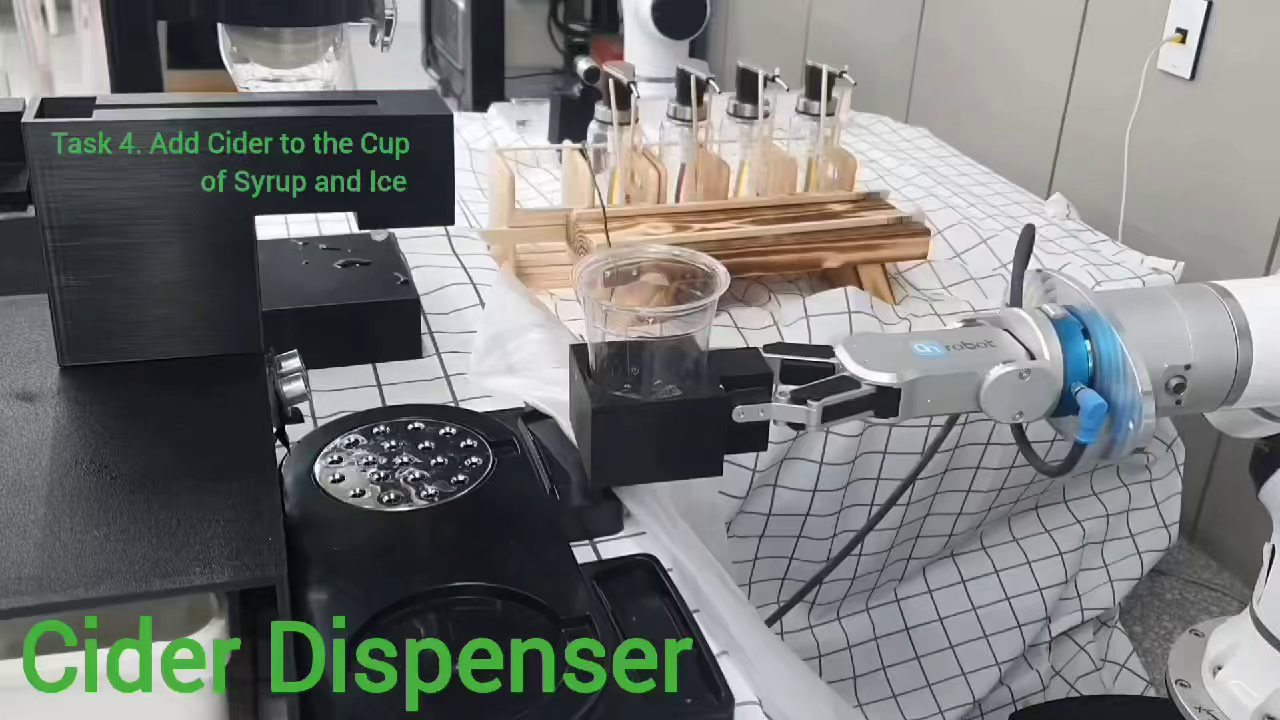 Task 4. Add Cider to the Cup
of Syrup and Ice
onrobot
Cider Dispenser